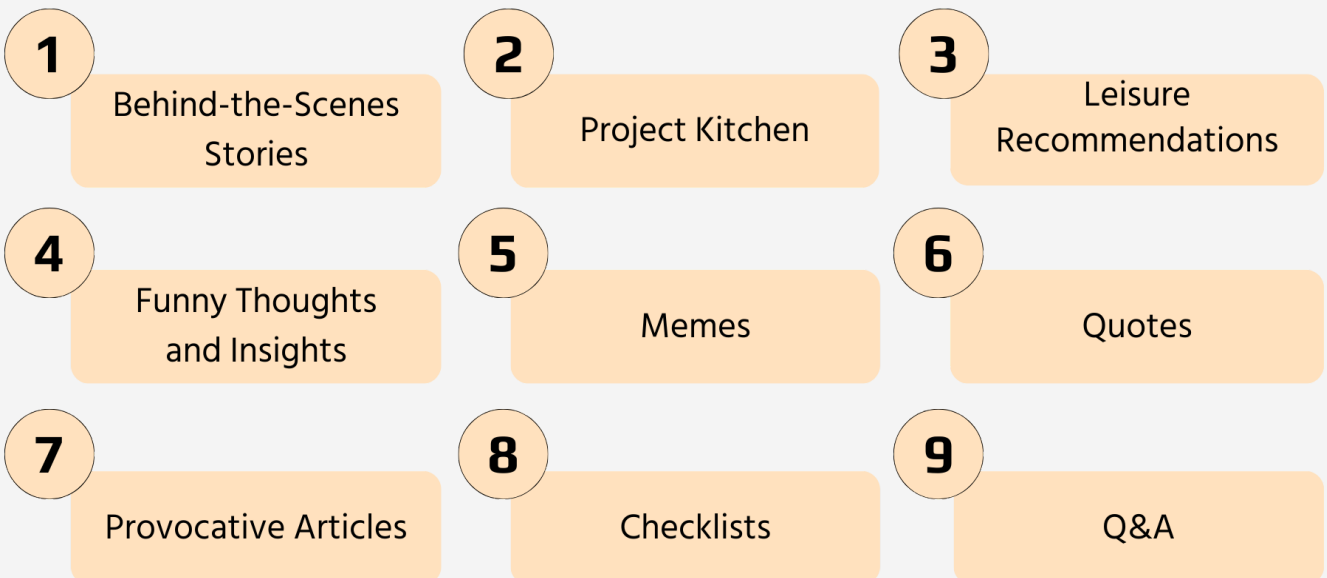 1
Behind-the-Scenes
Stories
2
Project Kitchen
3
Leisure
Recommendations
4
Funny Thoughts
and Insights
5
Memes
6
Quotes
7
Provocative Articles
8
Checklists
9
Q&A